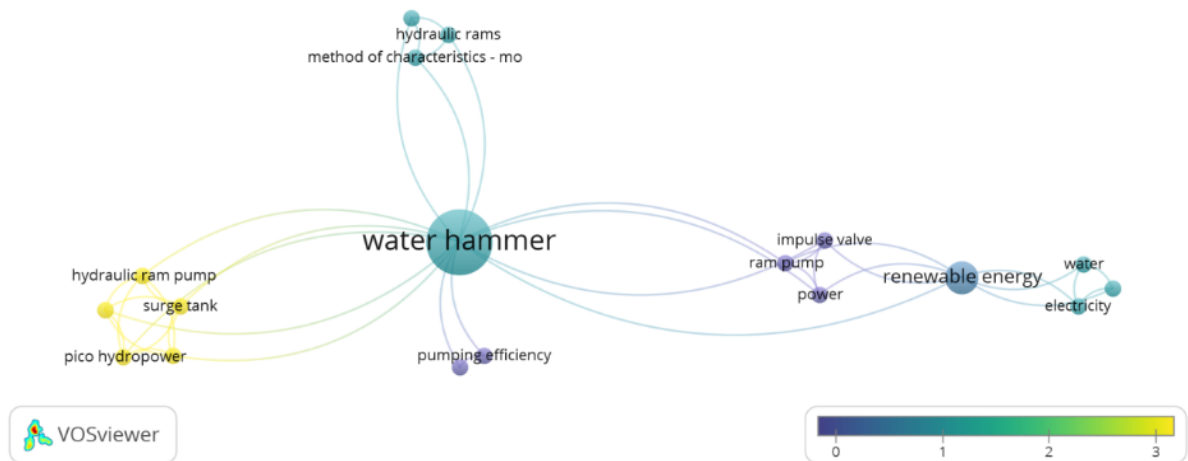 hydraulic rams
method of characteristics - mo
water hammer
impulse valve
ram pump
water
renewable energy
hydraulic ram pump
power
surge tank
electricity
pico hydropower
pumping efficiency
VOSviewer
0 1 2 3